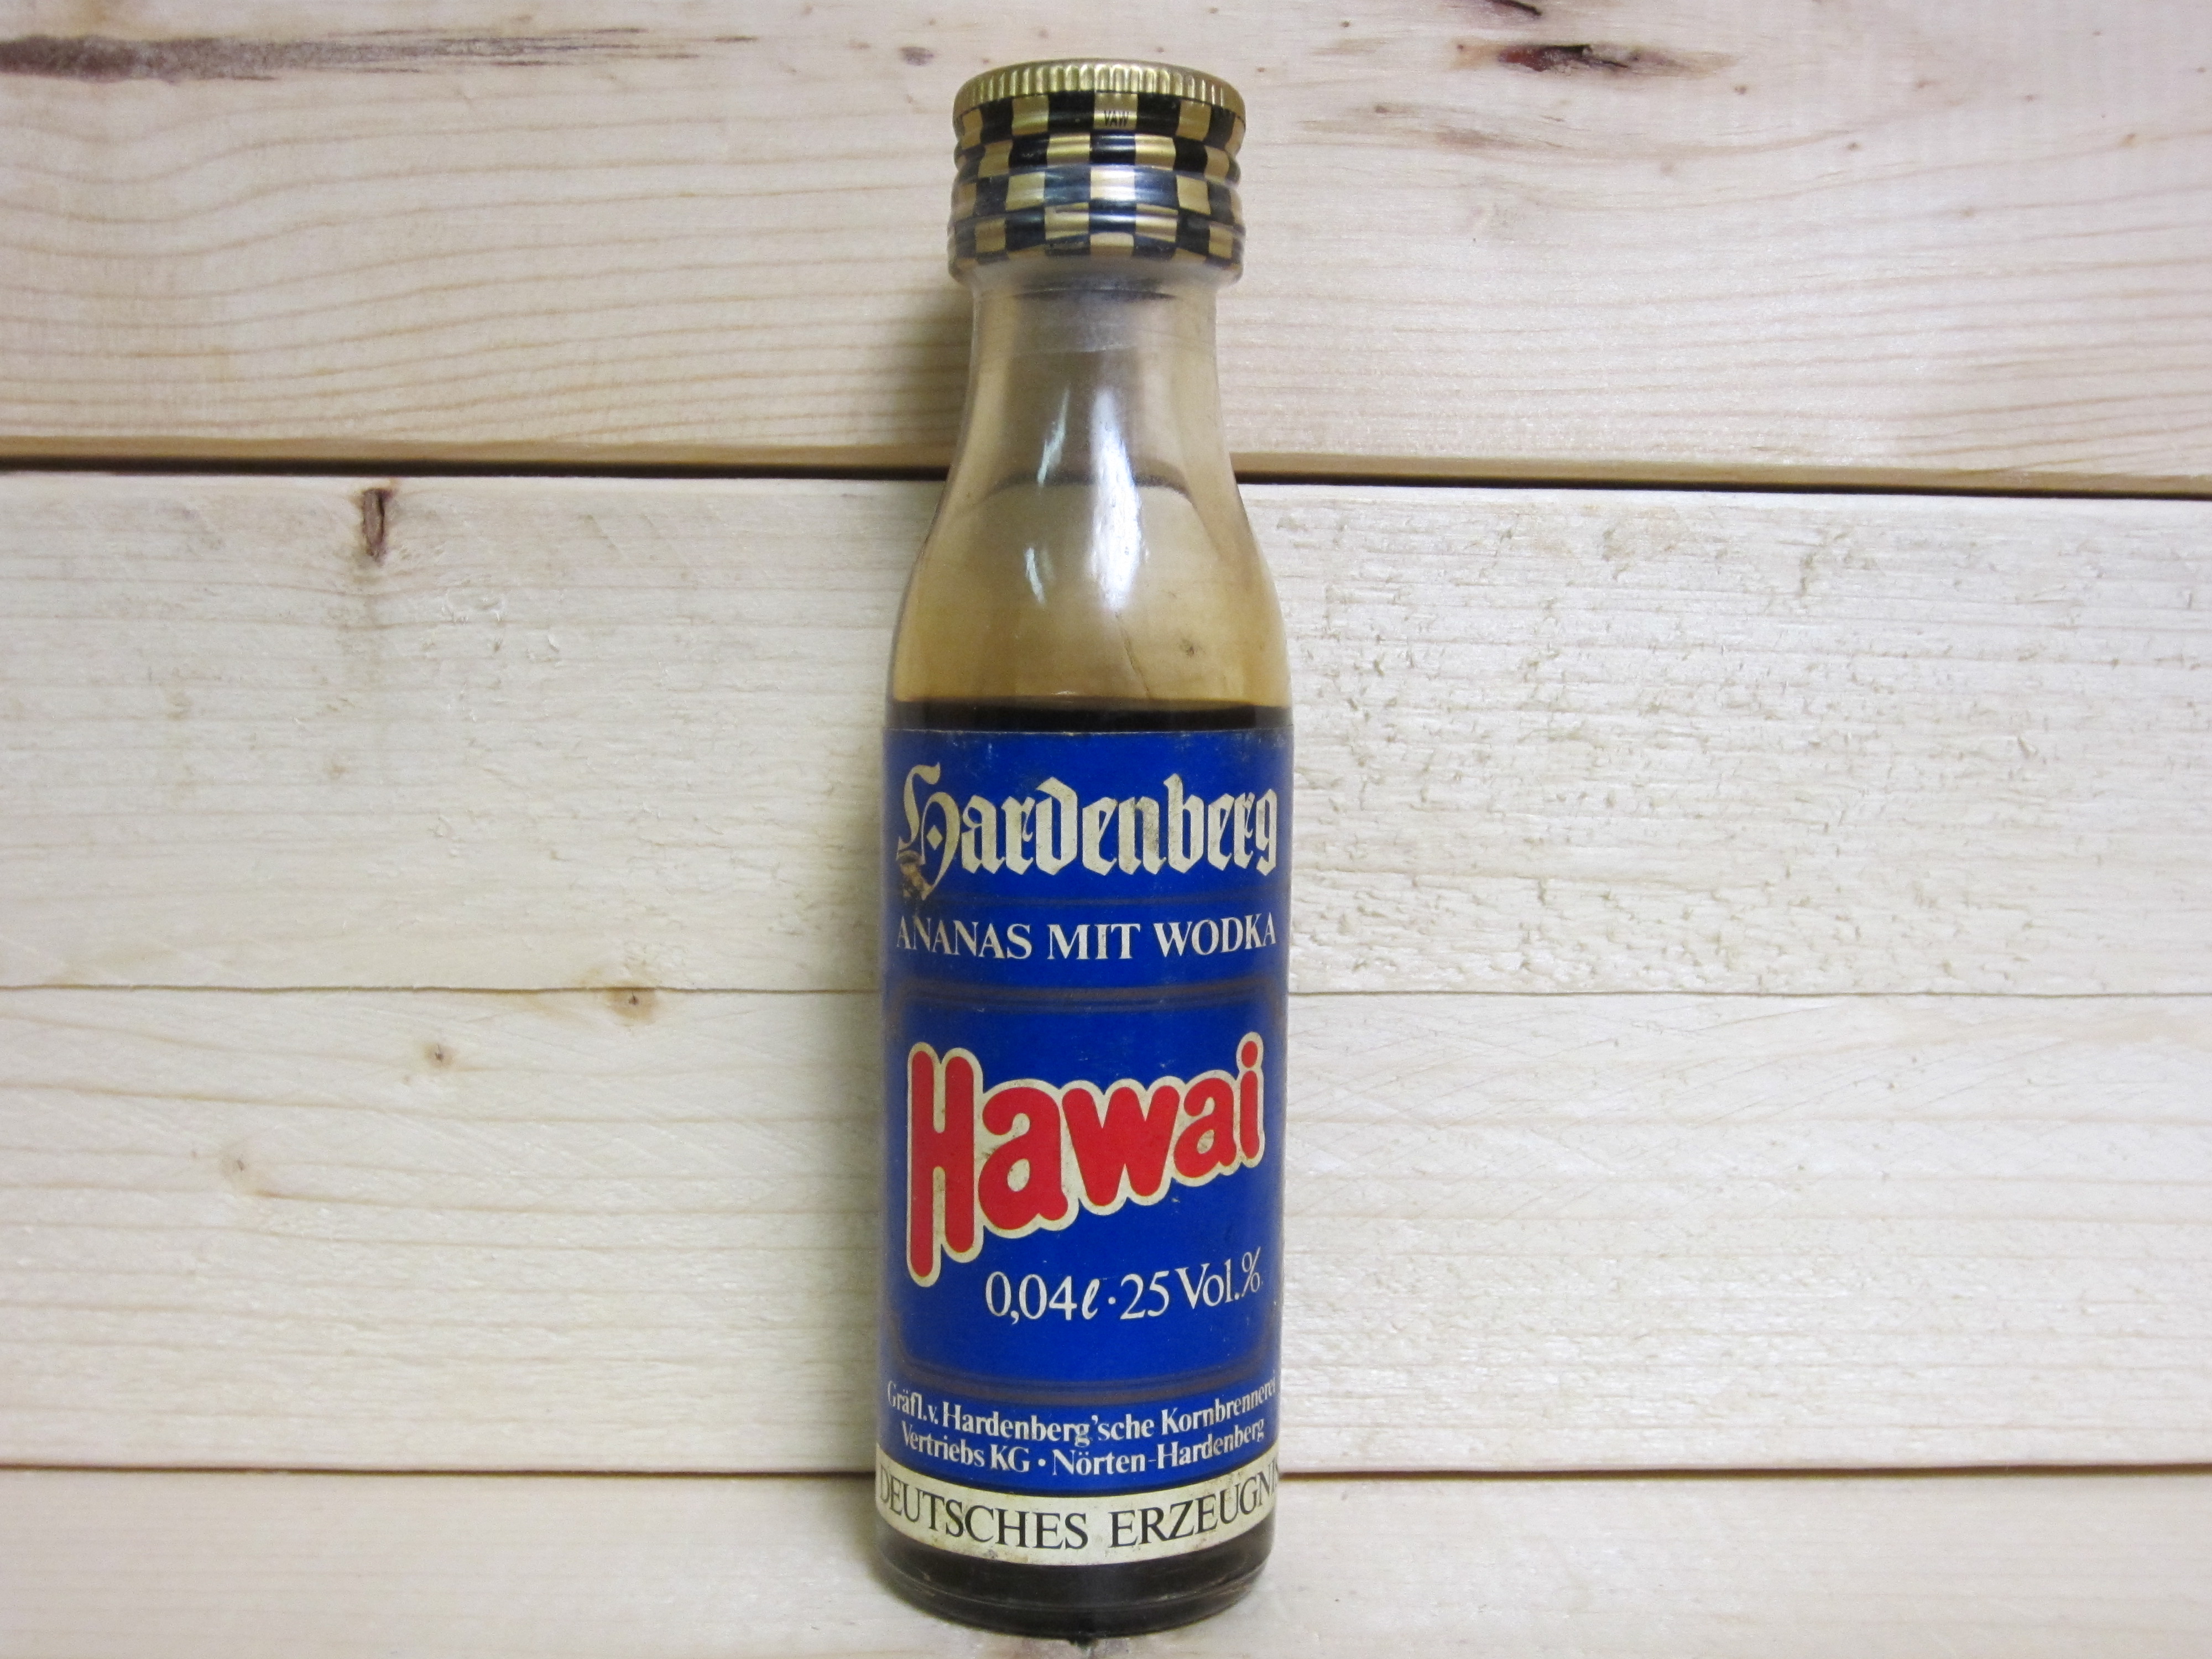 VAW
Hardenberg
ANANAS MIT WODKA
Hawai
0,04ℓ·25 Vol.%
Gräfl.v. Hardenberg'sche Kornbrennerei
Vertriebs KG · Nörten-Hardenberg
DEUTSCHES ERZEUGNIS